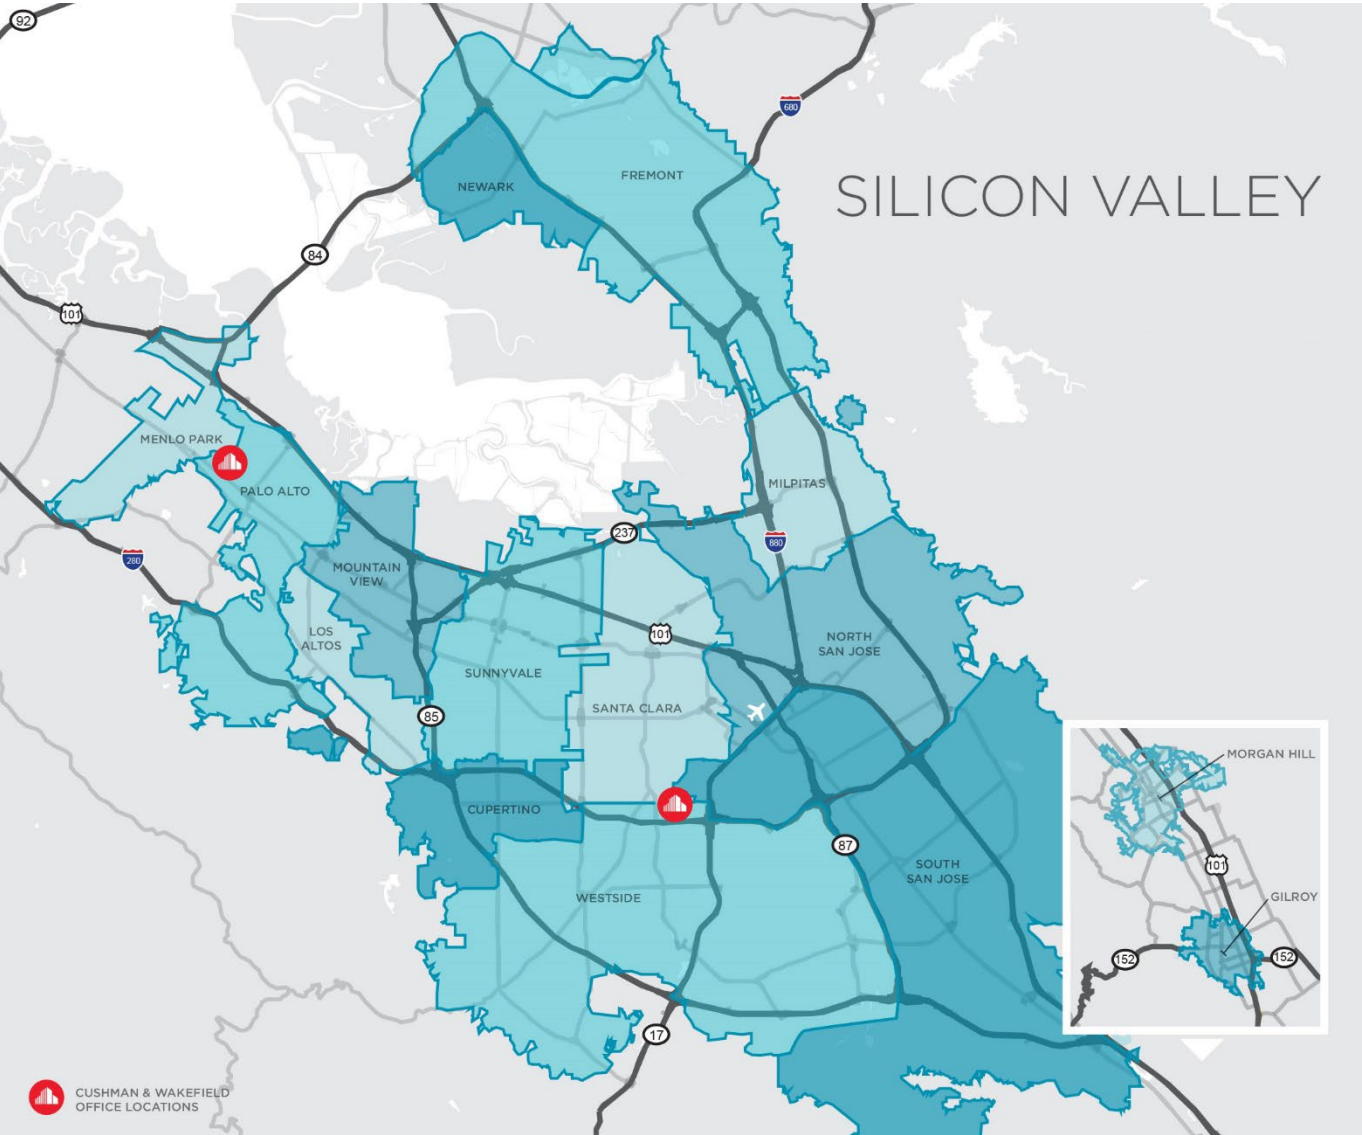 92
680
SILICON VALLEY
FREMONT
NEWARK
84
101
MENLO PARK
PALO ALTO
MILPITAS
237
880
280
MOUNTAIN
VIEW
LOS
ALTOS
101
NORTH
SAN JOSE
SUNNYVALE
SANTA CLARA
85
CUPERTINO
87
SOUTH
SAN JOSE
WESTSIDE
17
MORGAN HILL
101
GILROY
152
152
CUSHMAN & WAKEFIELD
OFFICE LOCATIONS